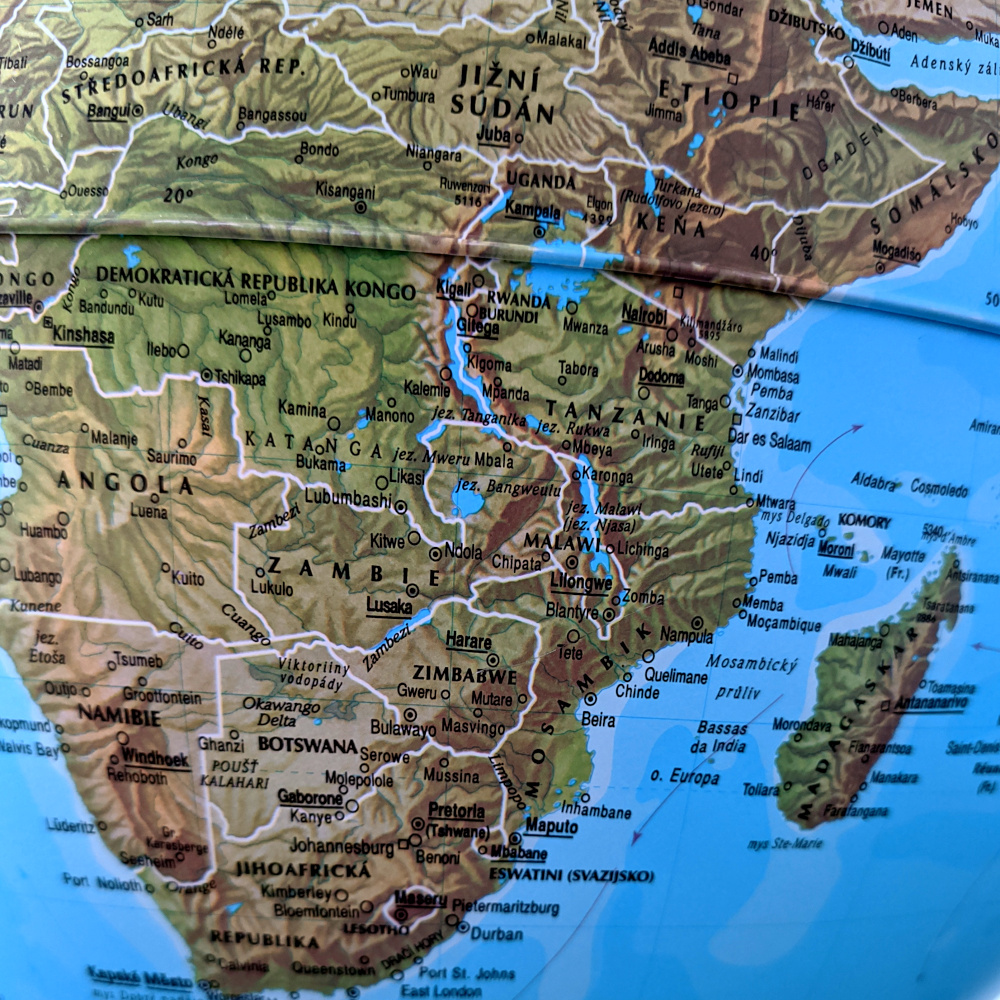 Sarh
Ndélé
Bossangoa
STŘEDOAFRICKÁ REP.
Bangui
Ubangi
Bangassou
Malakal
Wau
Tumbura
JIŽNÍ
SÚDÁN
Juba
Gondar
Tana
Addis Abeba
ETIOPIE
Jimma
Harer
DŽIBUTSKO
Džibuti
JEMEN
Aden
Berbera
OGADEN
SOMÁLSKO
Hobyo
Mogadišo
Džuba
Ouesso
Kongo
20°
Bondo
Kisangani
Niangara
Ruwenzori
5116
UGANDA
Kampala
Elgon
Turkana
(Rudolfovo jezero)
KEŇA
40°
50
DEMOKRATICKÁ REPUBLIKA KONGO
Kongo
Bandundu
Kutu
Lomela
Lusambo
Kindu
Kinshasa
Matadi
Ilebo
Kananga
Tshikapa
Bembe
Kigali
RWANDA
BURUNDI
Gitega
Mwanza
Nairobi
Kilimandžáro
5895
Arusha
Moshi
Malindi
Mombasa
Pemba
Zanzibar
Dar es Salaam
Kigoma
Tabora
Dodoma
Tanga
Kalemie
Mpanda
TANZANIE
Kasai
Kamina
Manono
jez. Tanganika
jez. Rukwa
Iringa
Rufiji
Utete
Lindi
Mtwara
KATANGA
Bukama
jez. Mweru
Mbala
Mbeya
Karonga
Likasi
jez. Bangweulu
Lubumbashi
jez. Malawi
(jez. Njasa)
Cuanza
Malanje
Saurimo
ANGOLA
Luena
Huambo
Lubango
Kuito
Zambezi
Kitwe
Ndola
MALAWI
Chipata
Lichinga
Lilongwe
ZAMBIE
Lukulo
Lusaka
Blantyre
Zomba
mys Delgado
KOMORY
Njazidja
Moroni
Mwali
Mayotte
(Fr.)
Aldabra
Cosmoledo
Pemba
Memba
Moçambique
Nampula
Kunene
Cuito
Cuango
Zambezi
Harare
Tete
Quelimane
Chinde
jez.
Etoša
Tsumeb
Outjo
Grootfontein
NAMIBIE
Windhoek
Rehoboth
Viktoriiny
vodopády
ZIMBABWE
Gweru
Mutare
Bulawayo
Masvingo
Beira
MOSAMBIK
Mosambický
průliv
Bassas
da India
o. Europa
Okawango
Delta
Ghanzi
BOTSWANA
Serowe
POUŠŤ
KALAHARI
Molepolole
Gaborone
Kanye
Mussina
Limpopo
Inhambane
Pretoria
(Tshwane)
Johannesburg
Benoni
Maputo
Mbabane
ESWATINI (SVAZIJSKO)
Lüderitz
Seeheim
Port Nolloth
Orange
JIHOAFRICKÁ
REPUBLIKA
Kimberley
Bloemfontein
Maseru
LESOTHO
Pietermaritzburg
Durban
DRAČÍ HORY
Calvinia
Queenstown
Port St. Johns
East London
Kapské Město
MADAGASKAR
Mahajanga
Antsiranana
Toamasina
Antananarivo
Morondava
Fianarantsoa
Manakara
Toliara
Farafangana
mys Ste-Marie